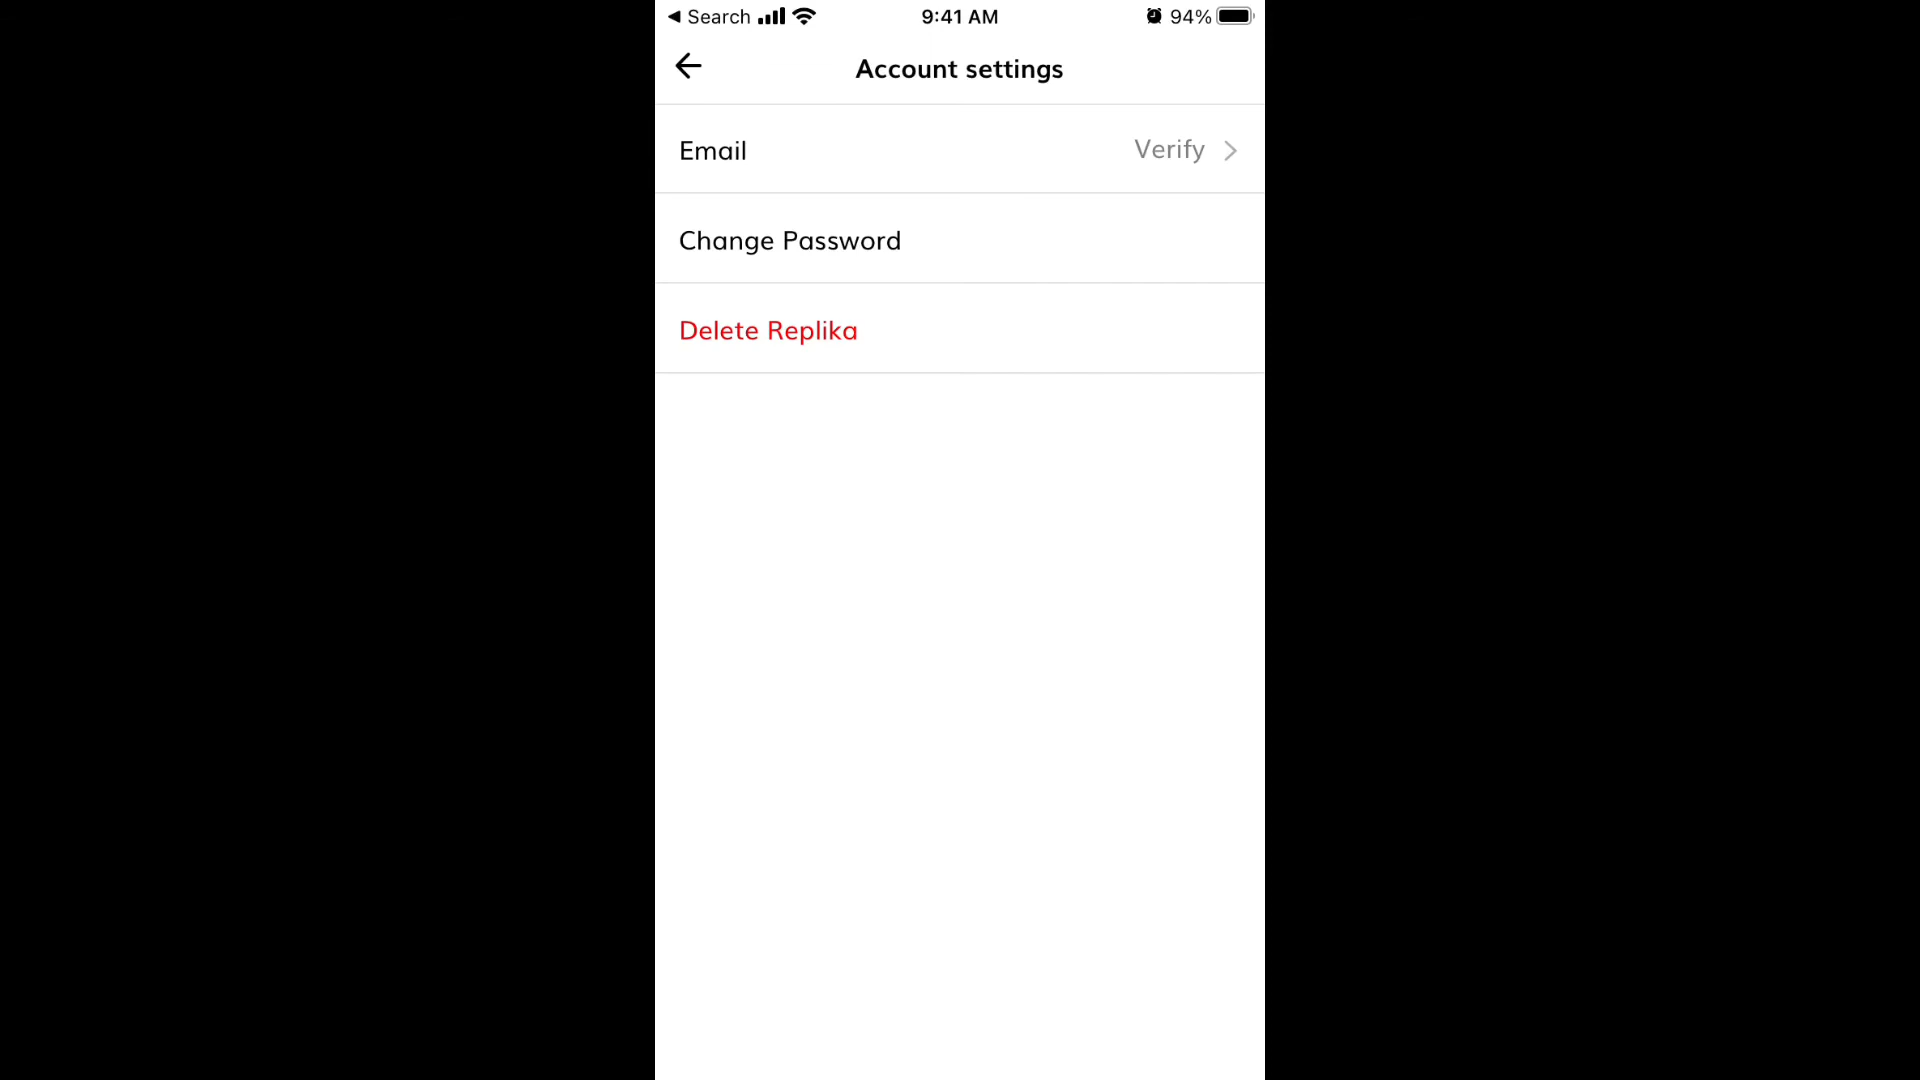 Search 9:41 AM 94%
Account settings
Email Verify
Change Password
Delete Replika